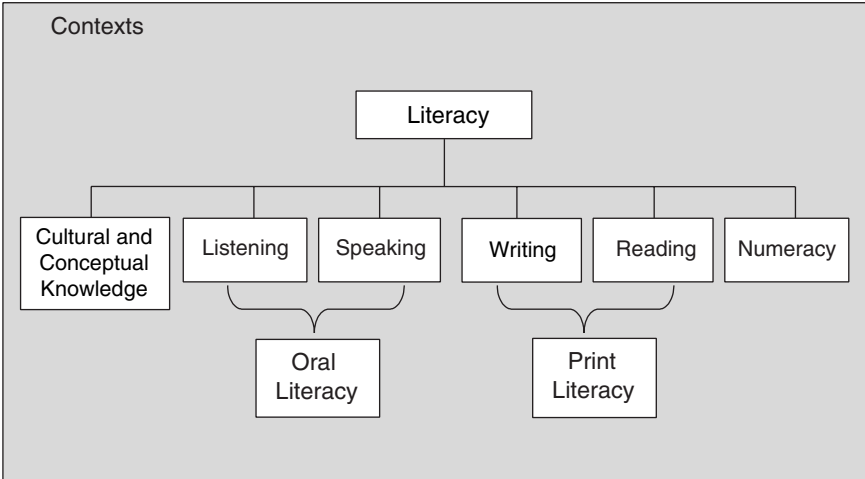 Contexts
Literacy
Cultural and
Conceptual
Knowledge
Listening
Speaking
Writing
Reading
Numeracy
Oral
Literacy
Print
Literacy